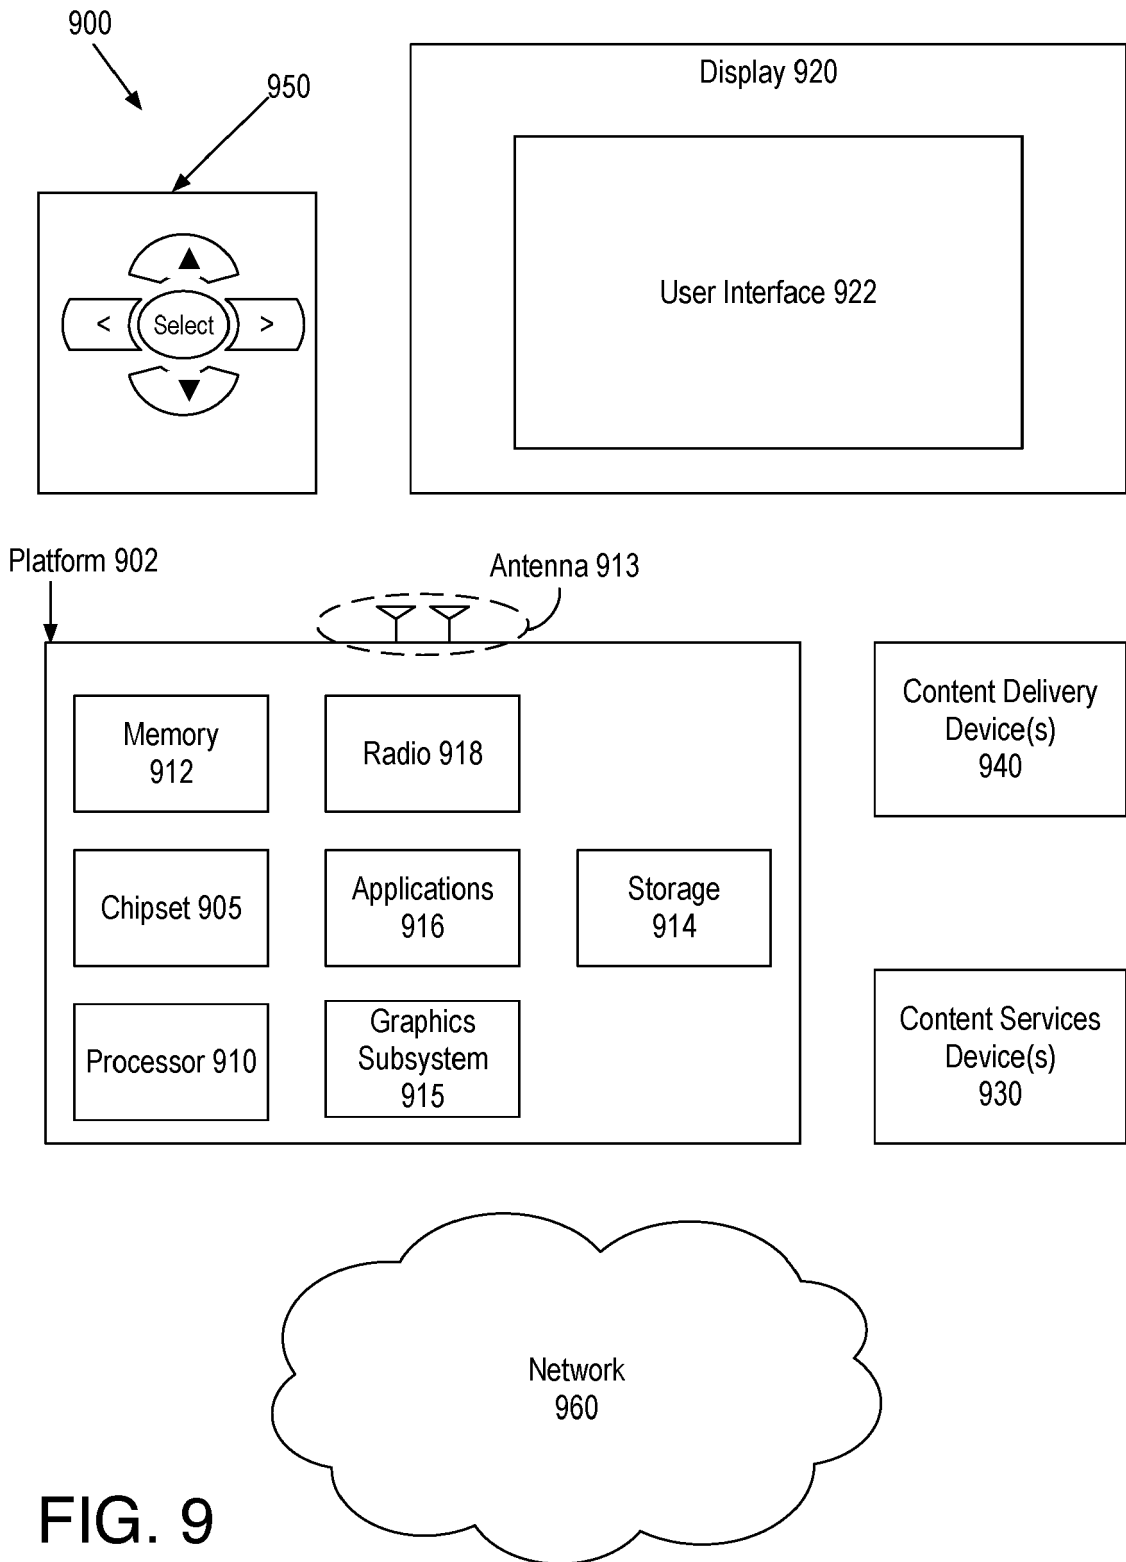 900
950
Display 920
User Interface 922
<
Select
>
Platform 902
Antenna 913
Memory
912
Radio 918
Content Delivery
Device(s)
940
Chipset 905
Applications
916
Storage
914
Processor 910
Graphics
Subsystem
915
Content Services
Device(s)
930
Network
960
FIG. 9